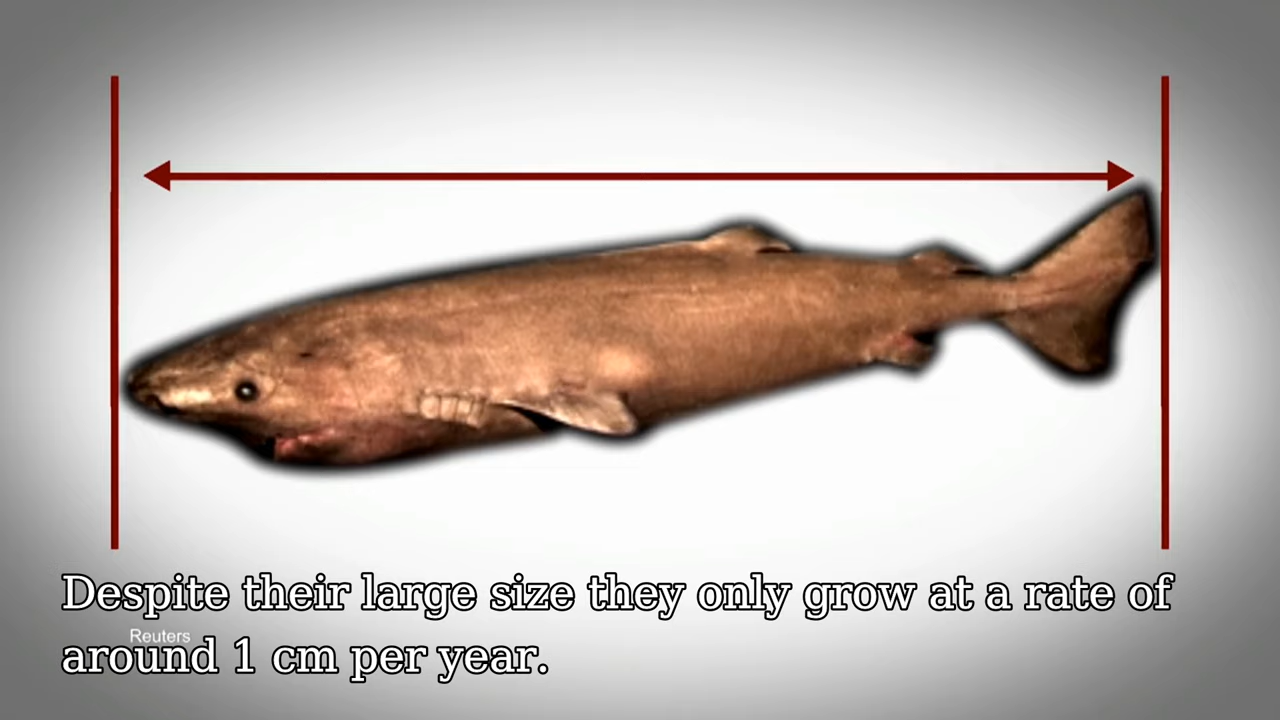 Despite their large size they only grow at a rate of
Reuters
around 1 cm per year.